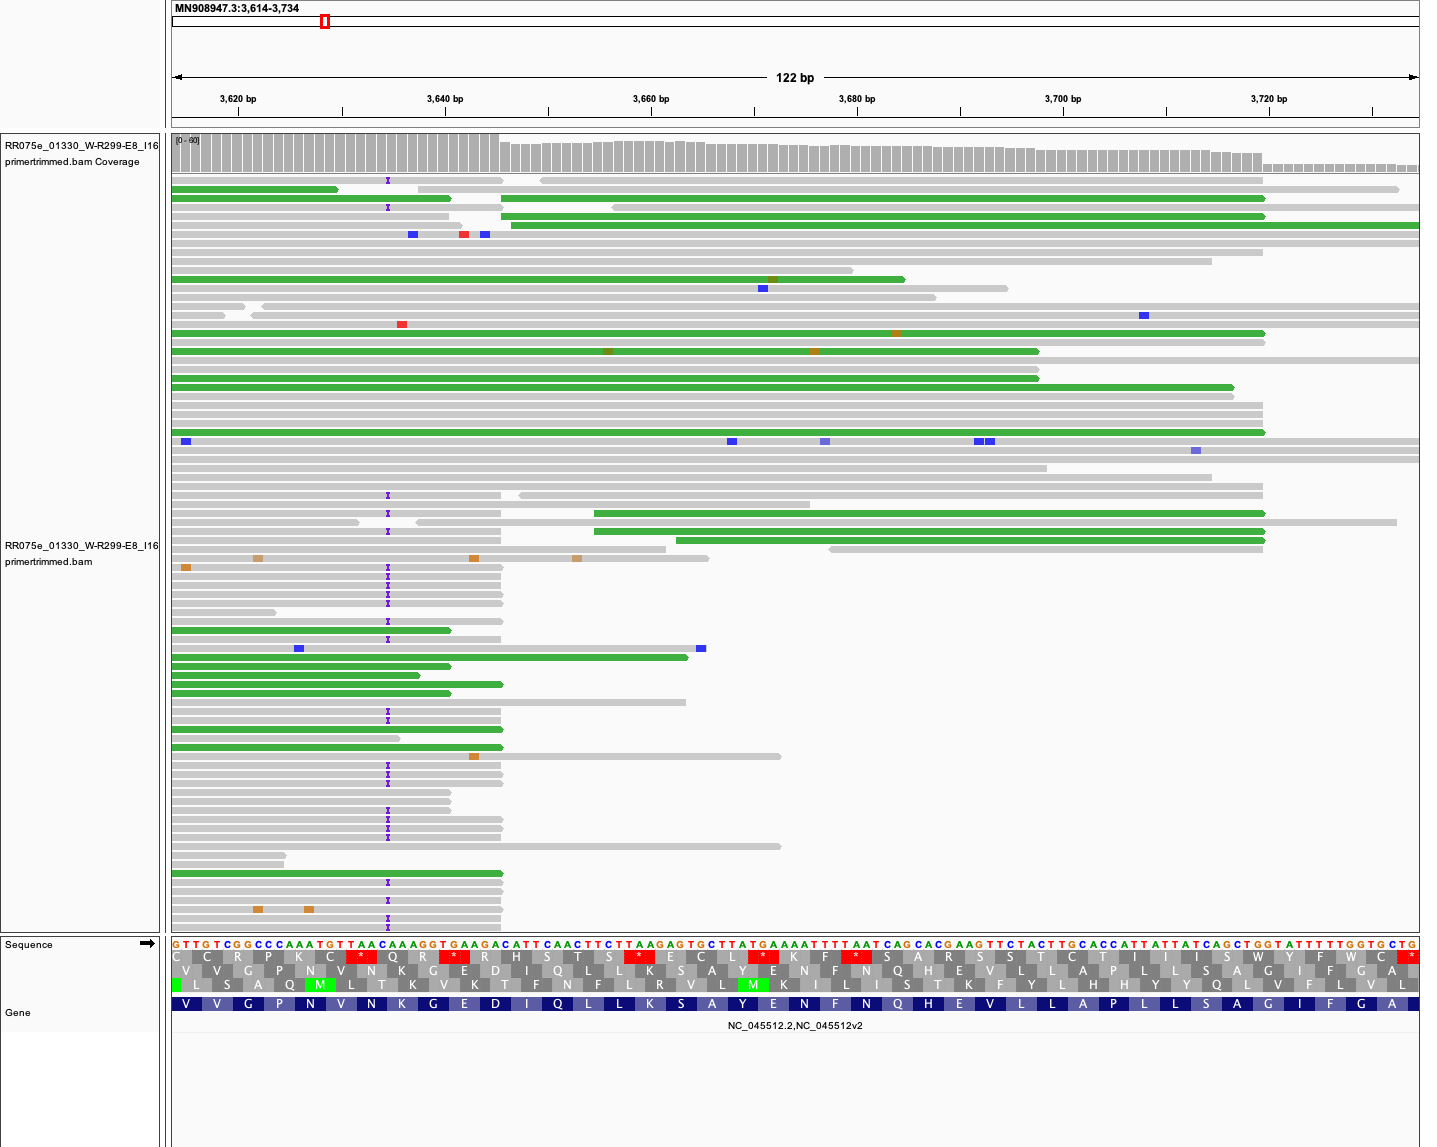 MN908947.3:3,614-3,734
122 bp
3,620 bp 3,640 bp 3,660 bp 3,680 bp 3,700 bp 3,720 bp
RR075e_01330_W-R299-E8_I16
primertrimmed.bam Coverage
[0 - 60]
RR075e_01330_W-R299-E8_I16
primertrimmed.bam
Sequence
GTTGTCGGCCCAAATGTTAACAAAGGTGAAGACATTCAACTTCTTAAGAGTGCTTATGAAAATTTTAATCAGCACGAAGTTCTACTTGCACCATTATTATCAGCTGGTATTTTTGGTGCTG
C C R P K C * Q R * R H S T S * E C L * K F * S A R S S T C T I I I S W Y F W C *
V V G P N V N K G E D I Q L L K S A Y E N F N Q H E V L L A P L L S A G I F G A
L S A Q M L T K V K T F N F L R V L M K I L I S T K F Y L H H Y Y Q L V F L V L
Gene
V V G P N V N K G E D I Q L L K S A Y E N F N Q H E V L L A P L L S A G I F G A
NC_045512.2,NC_045512v2